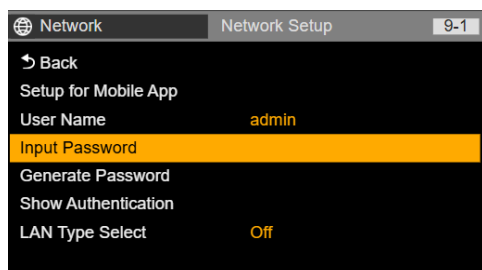 Network Network Setup 9-1
Back
Setup for Mobile App
User Name admin
Input Password
Generate Password
Show Authentication
LAN Type Select Off